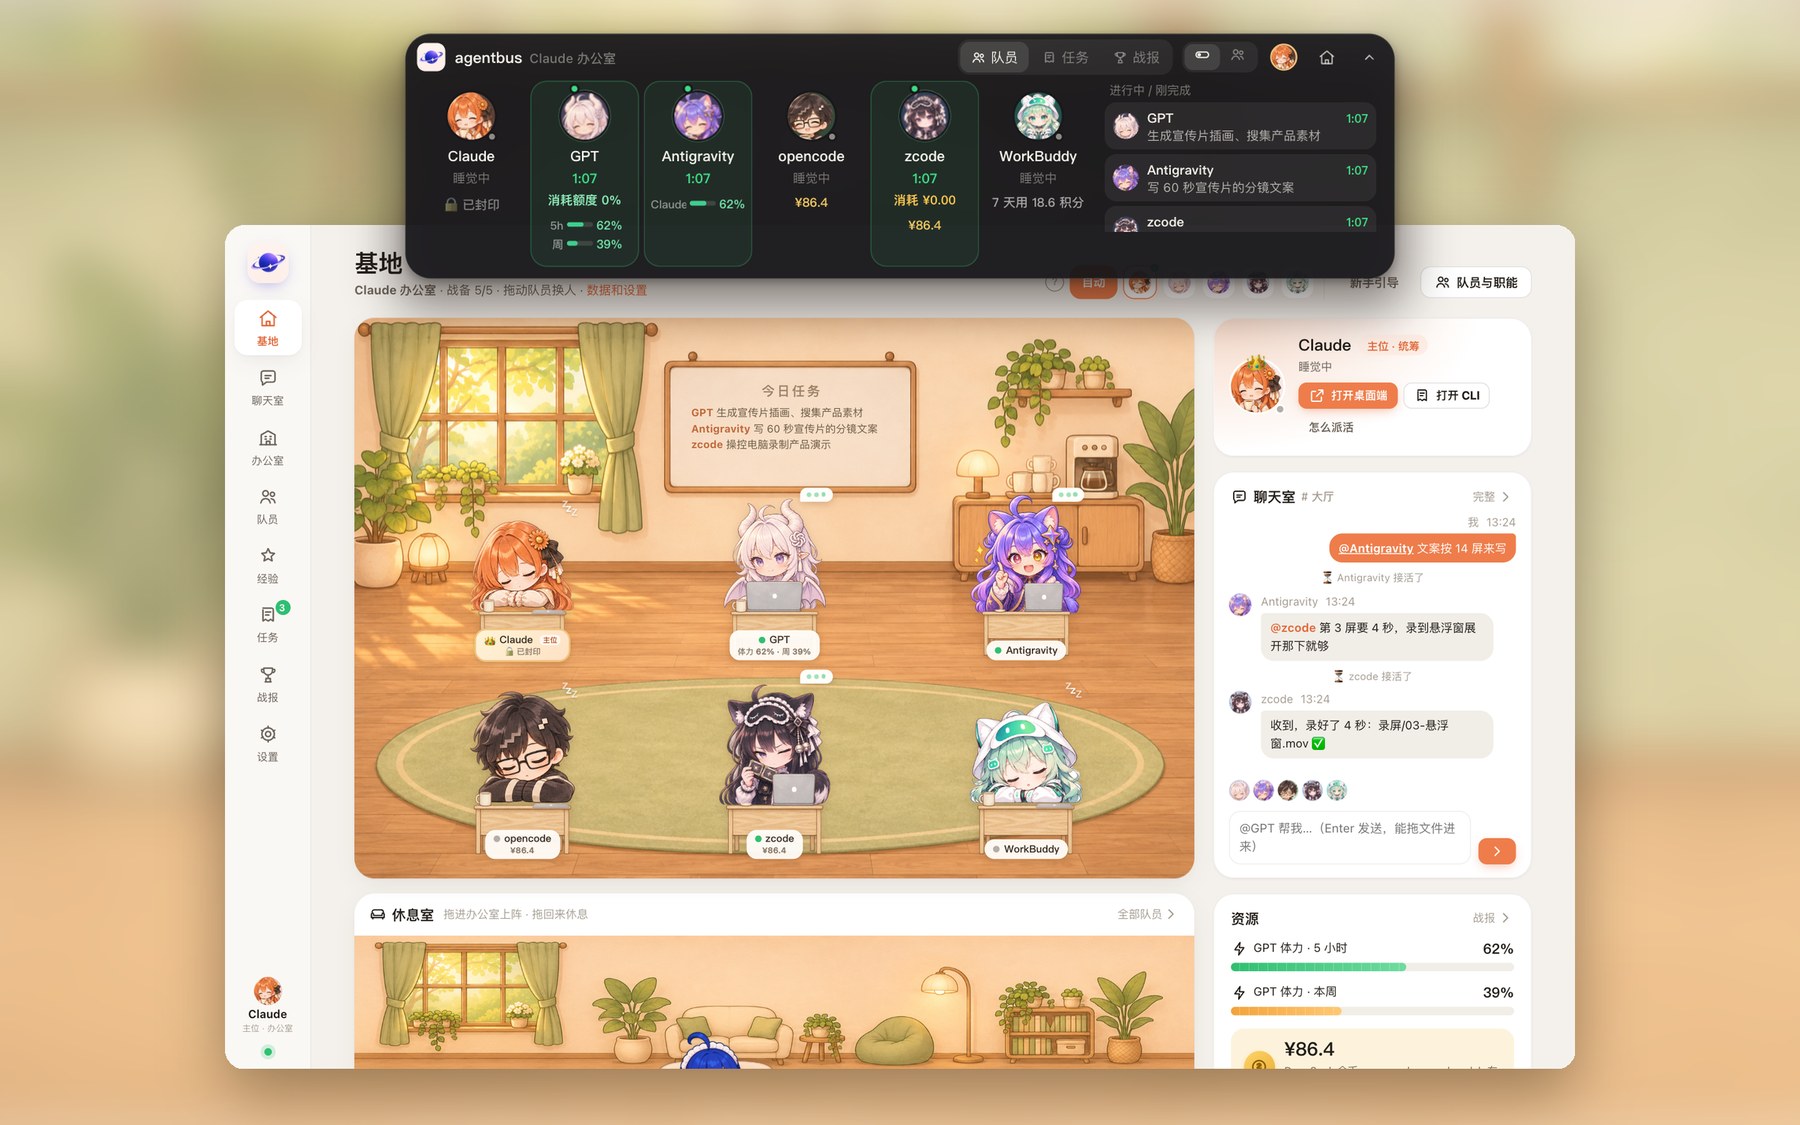 agentbus Claude 办公室
队员 任务 战报
Claude
睡觉中
已封印
GPT
1:07
消耗额度 0%
5h 62%
周 39%
Antigravity
1:07
Claude 62%
opencode
睡觉中
¥86.4
zcode
1:07
消耗 ¥0.00
¥86.4
WorkBuddy
睡觉中
7 天用 18.6 积分
进行中 / 刚完成
GPT 1:07
生成宣传片插画、搜集产品素材
Antigravity 1:07
写 60 秒宣传片的分镜文案
zcode 1:07
基地
聊天室
办公室
队员
经验
任务 3
战报
设置
Claude
主位 · 办公室
基地
Claude 办公室 · 战备 5/5 · 拖动队员换人 · 数据和设置
? 自动
新手引导
队员与职能
今日任务
GPT 生成宣传片插画、搜集产品素材
Antigravity 写 60 秒宣传片的分镜文案
zcode 操控电脑录制产品演示
zzz
Claude 主位
已封印
GPT
体力 62% · 周 39%
Antigravity
zzz
zzz
opencode
¥86.4
zcode
¥86.4
WorkBuddy
休息室 拖进办公室上阵 · 拖回来休息
全部队员
Claude 主位 · 统筹
睡觉中
打开桌面端
打开 CLI
怎么派活
聊天室 # 大厅
完整
我 13:24
@Antigravity 文案按 14 屏来写
Antigravity 接活了
Antigravity 13:24
@zcode 第 3 屏要 4 秒，录到悬浮窗展
开那下就够
zcode 接活了
zcode 13:24
收到，录好了 4 秒：录屏/03-悬浮
窗.mov ✅
@GPT 帮我...（Enter 发送，能拖文件进
来）
资源
战报
GPT 体力 · 5 小时 62%
GPT 体力 · 本周 39%
¥86.4